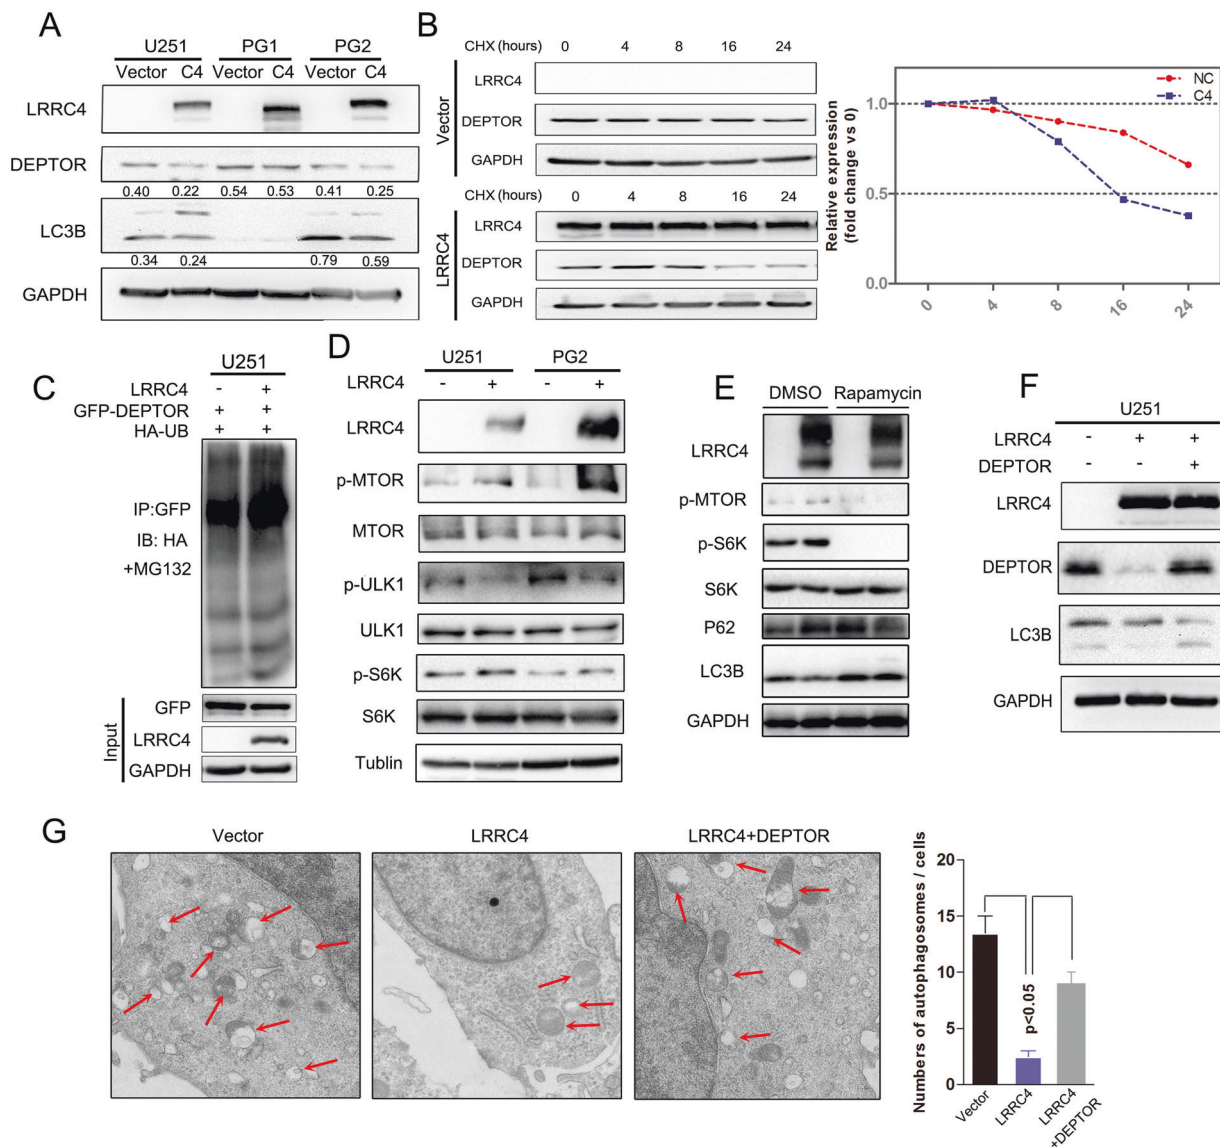 A
U251 PG1 PG2
Vector C4 Vector C4 Vector C4
LRRC4
DEPTOR
0.40 0.22 0.54 0.53 0.41 0.25
LC3B
0.34 0.24 0.79 0.59
GAPDH
B
CHX (hours) 0 4 8 16 24
Vector
LRRC4
DEPTOR
GAPDH
CHX (hours) 0 4 8 16 24
LRRC4
LRRC4
DEPTOR
GAPDH
NC
C4
Relative expression
(fold change vs 0)
1.0
0.5
0.0
0 4 8 16 24
C
U251
LRRC4 - +
GFP-DEPTOR + +
HA-UB + +
IP:GFP
IB: HA
+MG132
Input
GFP
LRRC4
GAPDH
D
U251 PG2
LRRC4 - + - +
LRRC4
p-MTOR
MTOR
p-ULK1
ULK1
p-S6K
S6K
Tublin
E
DMSO Rapamycin
LRRC4
p-MTOR
p-S6K
S6K
P62
LC3B
GAPDH
F
U251
LRRC4 - + +
DEPTOR - - +
LRRC4
DEPTOR
LC3B
GAPDH
G
Vector
LRRC4
LRRC4+DEPTOR
Numbers of autophagosomes / cells
20
15
10
5
0
p<0.05
Vector
LRRC4
LRRC4
+DEPTOR